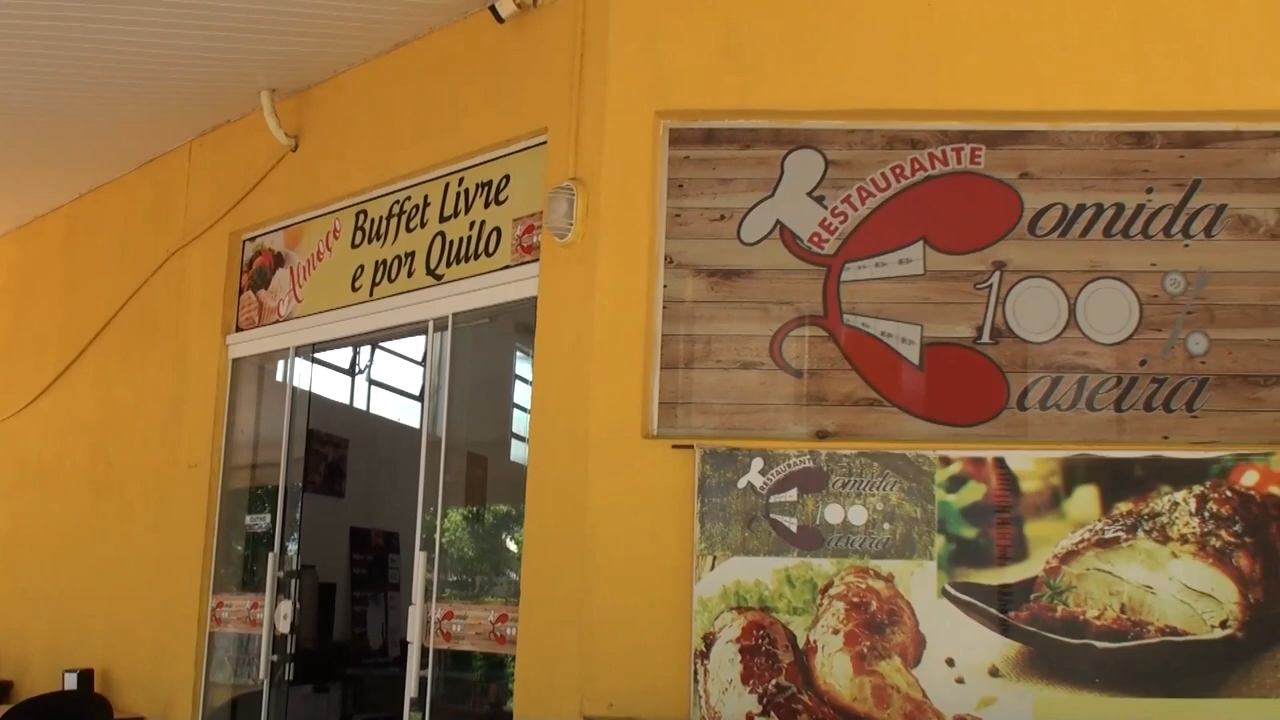 Almoço
Buffet Livre
e por Quilo
RESTAURANTE
Comida
100%
Caseira
RESTAURANTE
Comida
100%
Caseira